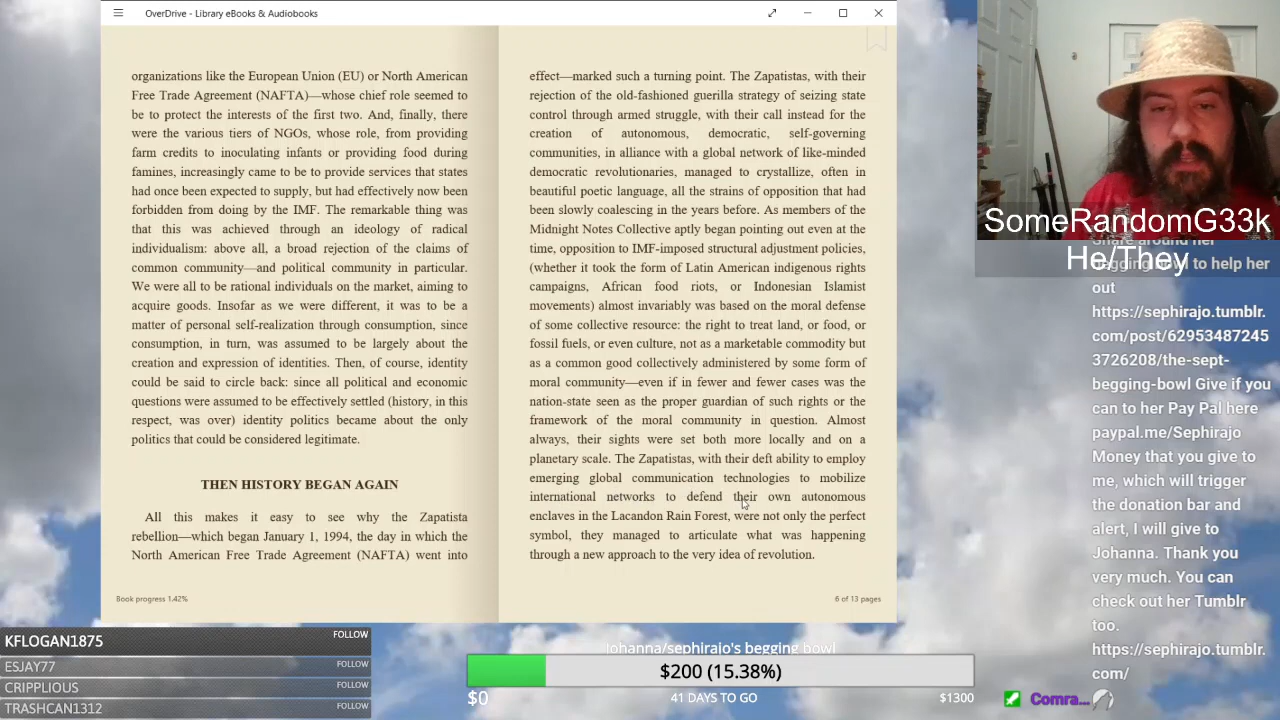 OverDrive - Library eBooks & Audiobooks
organizations like the European Union (EU) or North American
Free Trade Agreement (NAFTA)—whose chief role seemed to
be to protect the interests of the first two. And, finally, there
were the various tiers of NGOs, whose role, from providing
farm credits to inoculating infants or providing food during
famines, increasingly came to be to provide services that states
had once been expected to supply, but had effectively now been
forbidden from doing by the IMF. The remarkable thing was
that this was achieved through an ideology of radical
individualism: above all, a broad rejection of the claims of
common community—and political community in particular.
We were all to be rational individuals on the market, aiming to
acquire goods. Insofar as we were different, it was to be a
matter of personal self-realization through consumption, since
consumption, in turn, was assumed to be largely about the
creation and expression of identities. Then, of course, identity
could be said to circle back: since all political and economic
questions were assumed to be effectively settled (history, in this
respect, was over) identity politics became about the only
politics that could be considered legitimate.
THEN HISTORY BEGAN AGAIN
All this makes it easy to see why the Zapatista
rebellion—which began January 1, 1994, the day in which the
North American Free Trade Agreement (NAFTA) went into
Book progress 1.42%
effect—marked such a turning point. The Zapatistas, with their
rejection of the old-fashioned guerilla strategy of seizing state
control through armed struggle, with their call instead for the
creation of autonomous, democratic, self-governing
communities, in alliance with a global network of like-minded
democratic revolutionaries, managed to crystallize, often in
beautiful poetic language, all the strains of opposition that had
been slowly coalescing in the years before. As members of the
Midnight Notes Collective aptly began pointing out even at the
time, opposition to IMF-imposed structural adjustment policies,
(whether it took the form of Latin American indigenous rights
campaigns, African food riots, or Indonesian Islamist
movements) almost invariably was based on the moral defense
of some collective resource: the right to treat land, or food, or
fossil fuels, or even culture, not as a marketable commodity but
as a common good collectively administered by some form of
moral community—even if in fewer and fewer cases was the
nation-state seen as the proper guardian of such rights or the
framework of the moral community in question. Almost
always, their sights were set both more locally and on a
planetary scale. The Zapatistas, with their deft ability to employ
emerging global communication technologies to mobilize
international networks to defend their own autonomous
enclaves in the Lacandon Rain Forest, were not only the perfect
symbol, they managed to articulate what was happening
through a new approach to the very idea of revolution.
6 of 13 pages
SomeRandomG33k
He/They
Share around her
begging bowl to help her
out
https://sephirajo.tumblr.
com/post/62953487245
3726208/the-sept-
begging-bowl Give if you
can to her Pay Pal here
paypal.me/Sephirajo
Money that you give to
me, which will trigger
the donation bar and
alert, I will give to
Johanna. Thank you
very much. You can
check out her Tumblr
too.
https://sephirajo.tumblr.
com/
Comra...
KFLOGAN1875 FOLLOW
ESJAY77 FOLLOW
CRIPPLIOUS FOLLOW
TRASHCAN1312 FOLLOW
Johanna/sephirajo's begging bowl
$200 (15.38%)
$0 41 DAYS TO GO $1300